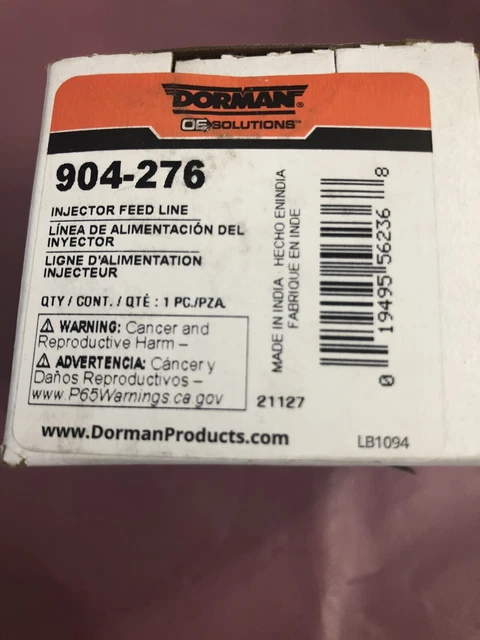 DORMAN®
OE SOLUTIONS™
904-276
INJECTOR FEED LINE
LÍNEA DE ALIMENTACIÓN DEL
INYECTOR
LIGNE D'ALIMENTATION
INJECTEUR
QTY / CONT. / QTÉ : 1 PC./PZA.
⚠ WARNING: Cancer and
Reproductive Harm –
⚠ ADVERTENCIA: Cáncer y
Daños Reproductivos –
www.P65Warnings.ca.gov
www.DormanProducts.com
MADE IN INDIA HECHO ENINDIA
FABRIQUE EN INDE
21127
0 19495 56236 8
LB1094